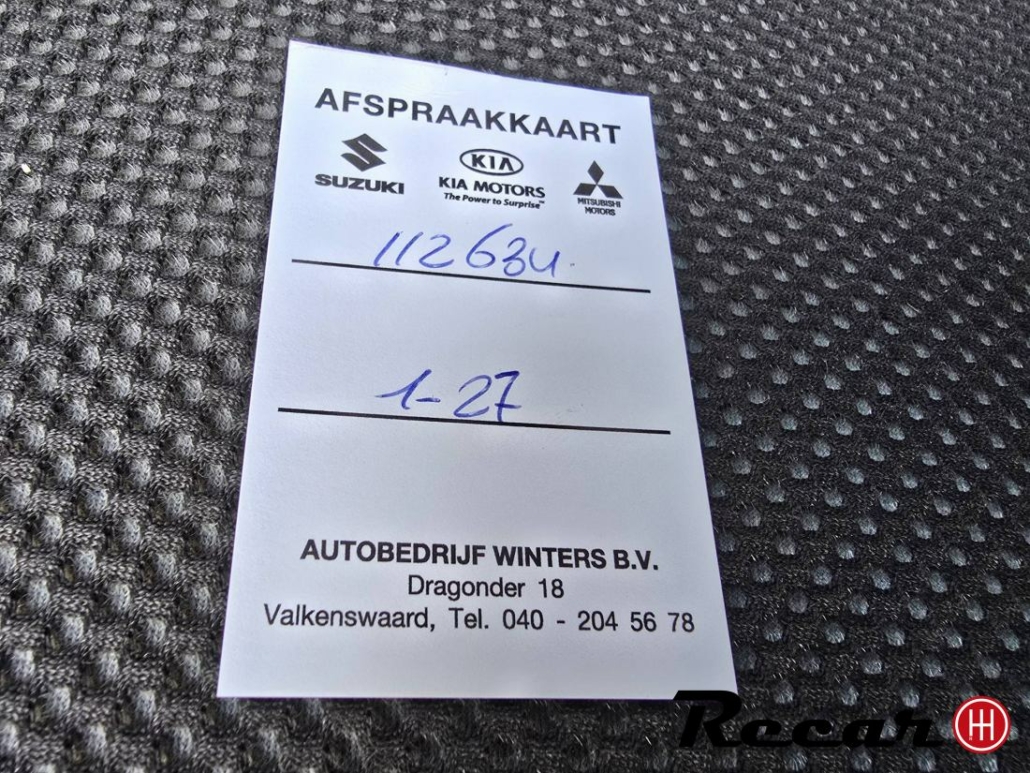 AFSPRAAKKAART
SUZUKI
KIA
KIA MOTORS
The Power to Surprise™
MITSUBISHI
MOTORS
112634
1-27
AUTOBEDRIJF WINTERS B.V.
Dragonder 18
Valkenswaard, Tel. 040 - 204 56 78
Recar